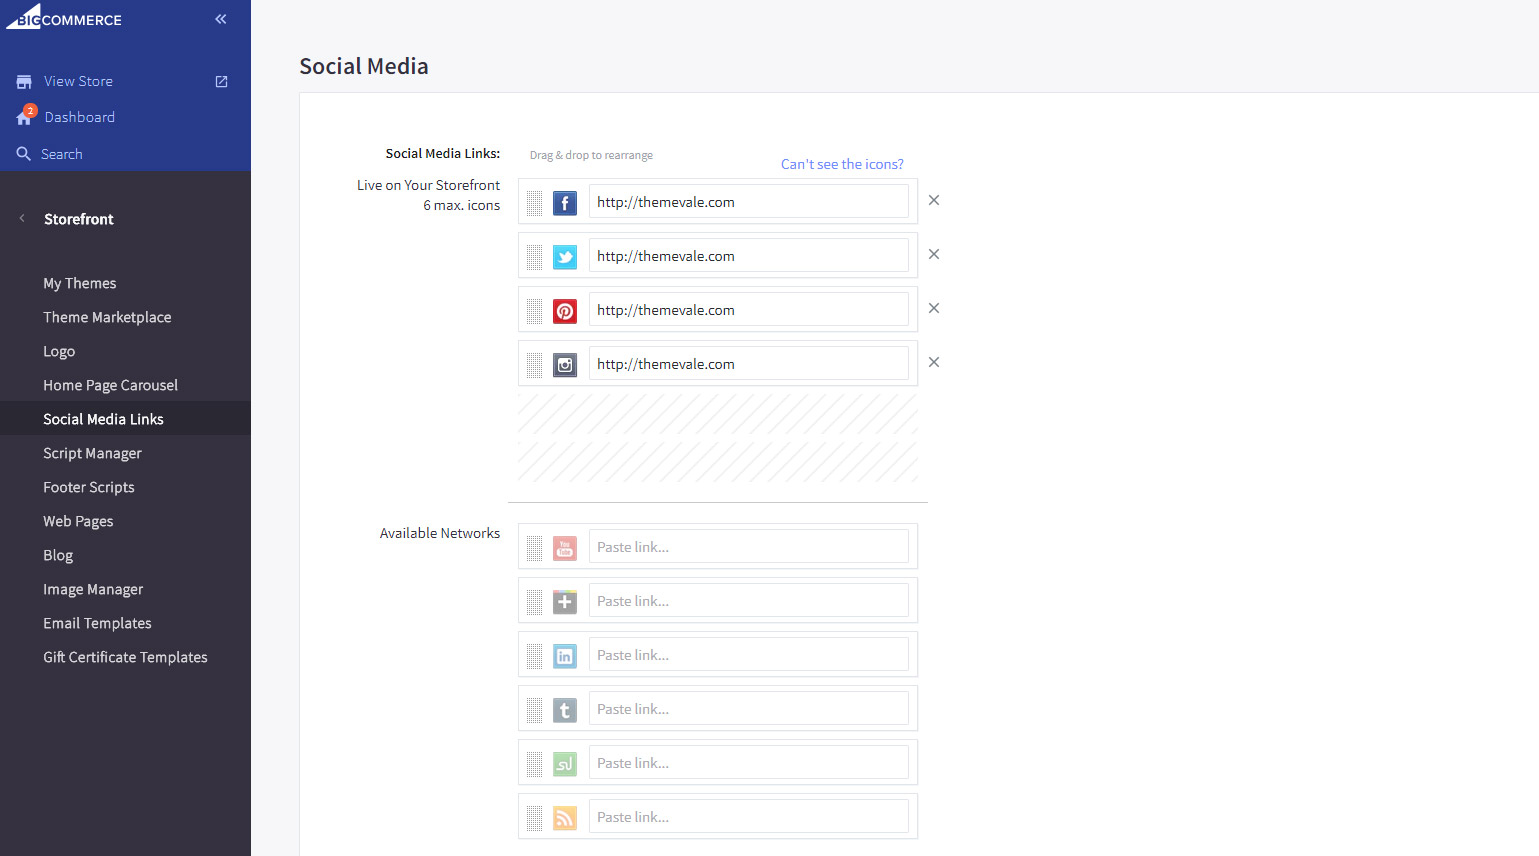 BIGCOMMERCE
View Store
2
Dashboard
Search
Storefront
My Themes
Theme Marketplace
Logo
Home Page Carousel
Social Media Links
Script Manager
Footer Scripts
Web Pages
Blog
Image Manager
Email Templates
Gift Certificate Templates
Social Media
Social Media Links:
Drag & drop to rearrange
Can't see the icons?
Live on Your Storefront
6 max. icons
http://themevale.com
http://themevale.com
http://themevale.com
http://themevale.com
Available Networks
You Tube
Paste link...
Paste link...
in
Paste link...
t
Paste link...
Paste link...
Paste link...